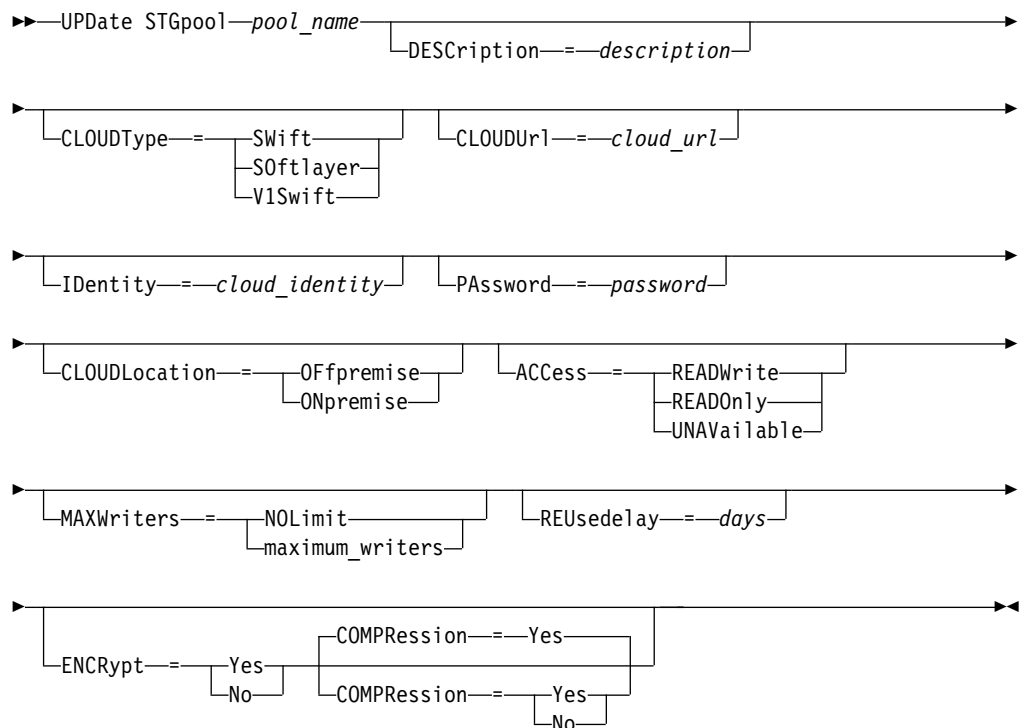 UPDate STGpool pool_name
DESCription = description
CLOUDType = SWift CLOUDUrl = cloud_url
SOftlayer
V1Swift
IDentity = cloud_identity PAssword = password
CLOUDLocation = OFfpremise ACCess = READWrite
ONpremise READOnly
UNAVailable
MAXWriters = NOLimit REUsedelay = days
maximum_writers
COMPRession = Yes
ENCRypt = Yes
No COMPRession = Yes
No